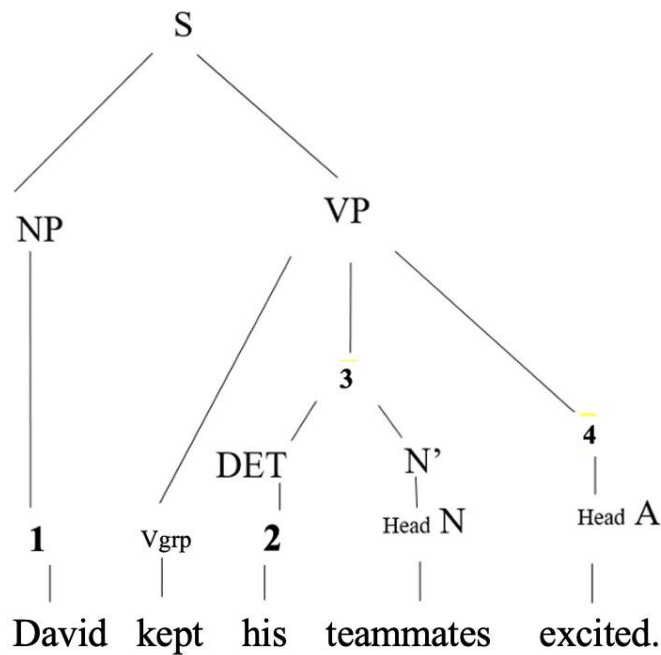 S
NP VP
3
4
DET N’
1 Vgrp 2 Head N Head A
David kept his teammates excited.